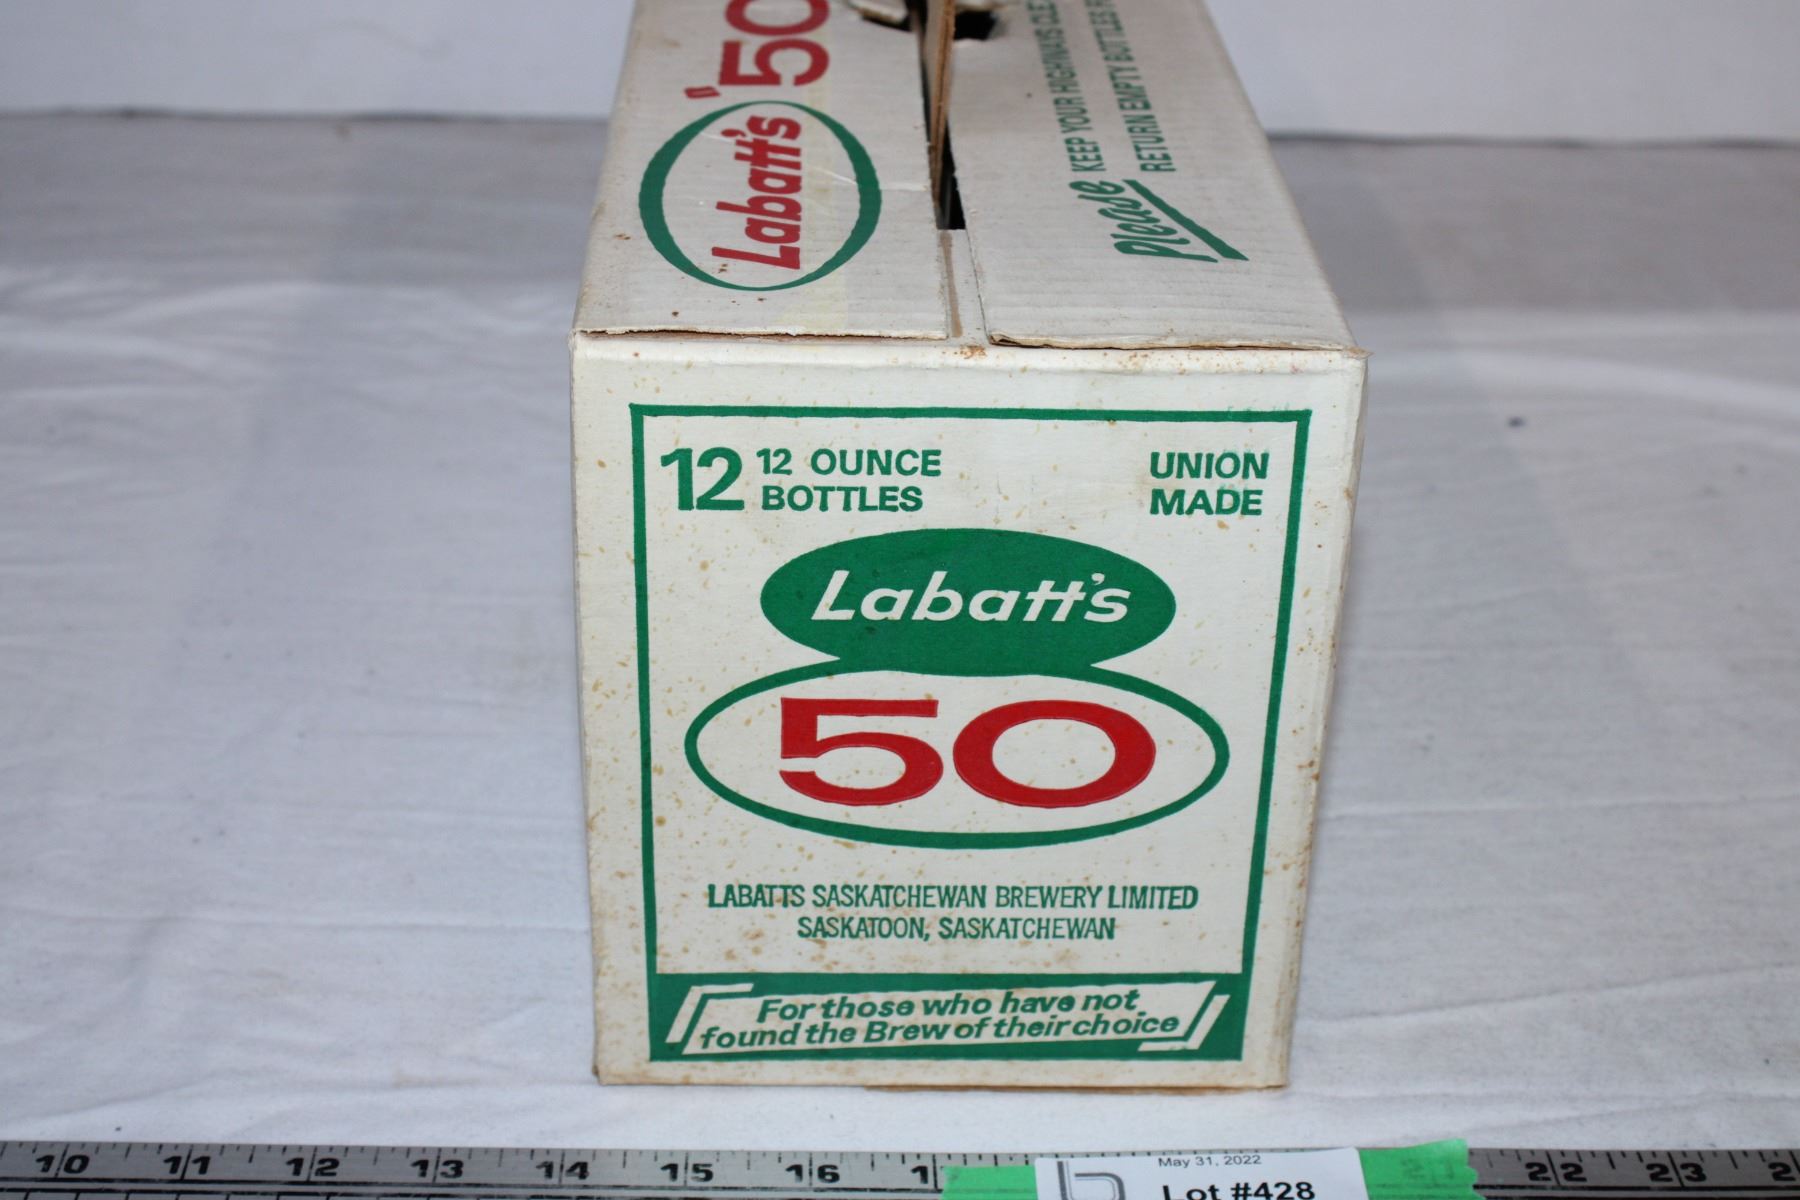 Labatt's "50
Please KEEP YOUR HIGHWAYS
RETURN EMPTY BOTTLES
12 12 OUNCE
BOTTLES
UNION
MADE
Labatt's
50
LABATTS SASKATCHEWAN BREWERY LIMITED
SASKATOON, SASKATCHEWAN
For those who have not
found the Brew of their choice
10 11 12 13 14 15 16 1 22 23 2
May 31, 2022
Lot #428